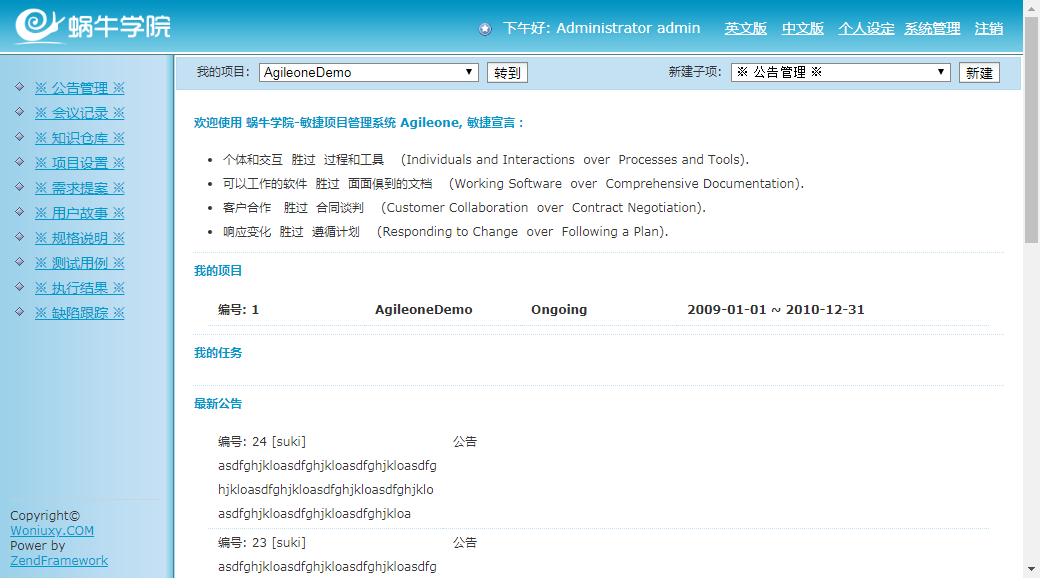 蜗牛学院
下午好: Administrator admin 英文版 中文版 个人设定 系统管理 注销
我的项目: AgileoneDemo 转到 新建子项: ※ 公告管理 ※ 新建
※ 公告管理 ※
※ 会议记录 ※
※ 知识仓库 ※
※ 项目设置 ※
※ 需求提案 ※
※ 用户故事 ※
※ 规格说明 ※
※ 测试用例 ※
※ 执行结果 ※
※ 缺陷跟踪 ※
Copyright©
Woniuxy.COM
Power by
ZendFramework
欢迎使用 蜗牛学院-敏捷项目管理系统 Agileone, 敏捷宣言：
• 个体和交互 胜过 过程和工具 (Individuals and Interactions over Processes and Tools).
• 可以工作的软件 胜过 面面俱到的文档 (Working Software over Comprehensive Documentation).
• 客户合作 胜过 合同谈判 (Customer Collaboration over Contract Negotiation).
• 响应变化 胜过 遵循计划 (Responding to Change over Following a Plan).
我的项目
编号: 1 AgileoneDemo Ongoing 2009-01-01 ~ 2010-12-31
我的任务
最新公告
编号: 24 [suki] 公告
asdfghjkloasdfghjkloasdfghjkloasdfg
hjkloasdfghjkloasdfghjkloasdfghjklo
asdfghjkloasdfghjkloasdfghjkloa
编号: 23 [suki] 公告
asdfghjkloasdfghjkloasdfghjkloasdfg